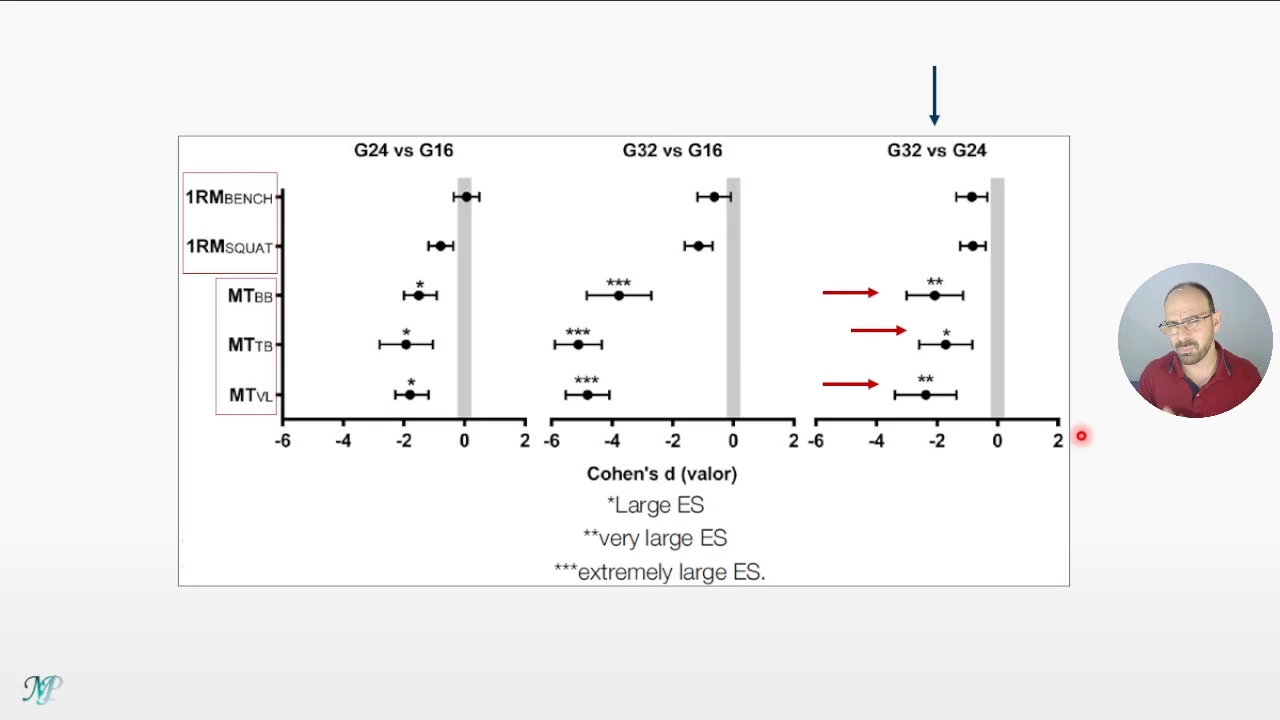 G24 vs G16
G32 vs G16
G32 vs G24
1RMBENCH
1RMSQUAT
MTBB
*
***
**
MTTB
*
***
*
MTVL
*
***
**
-6 -4 -2 0 2
-6 -4 -2 0 2
-6 -4 -2 0 2
Cohen's d (valor)
*Large ES
**very large ES
***extremely large ES.
MP